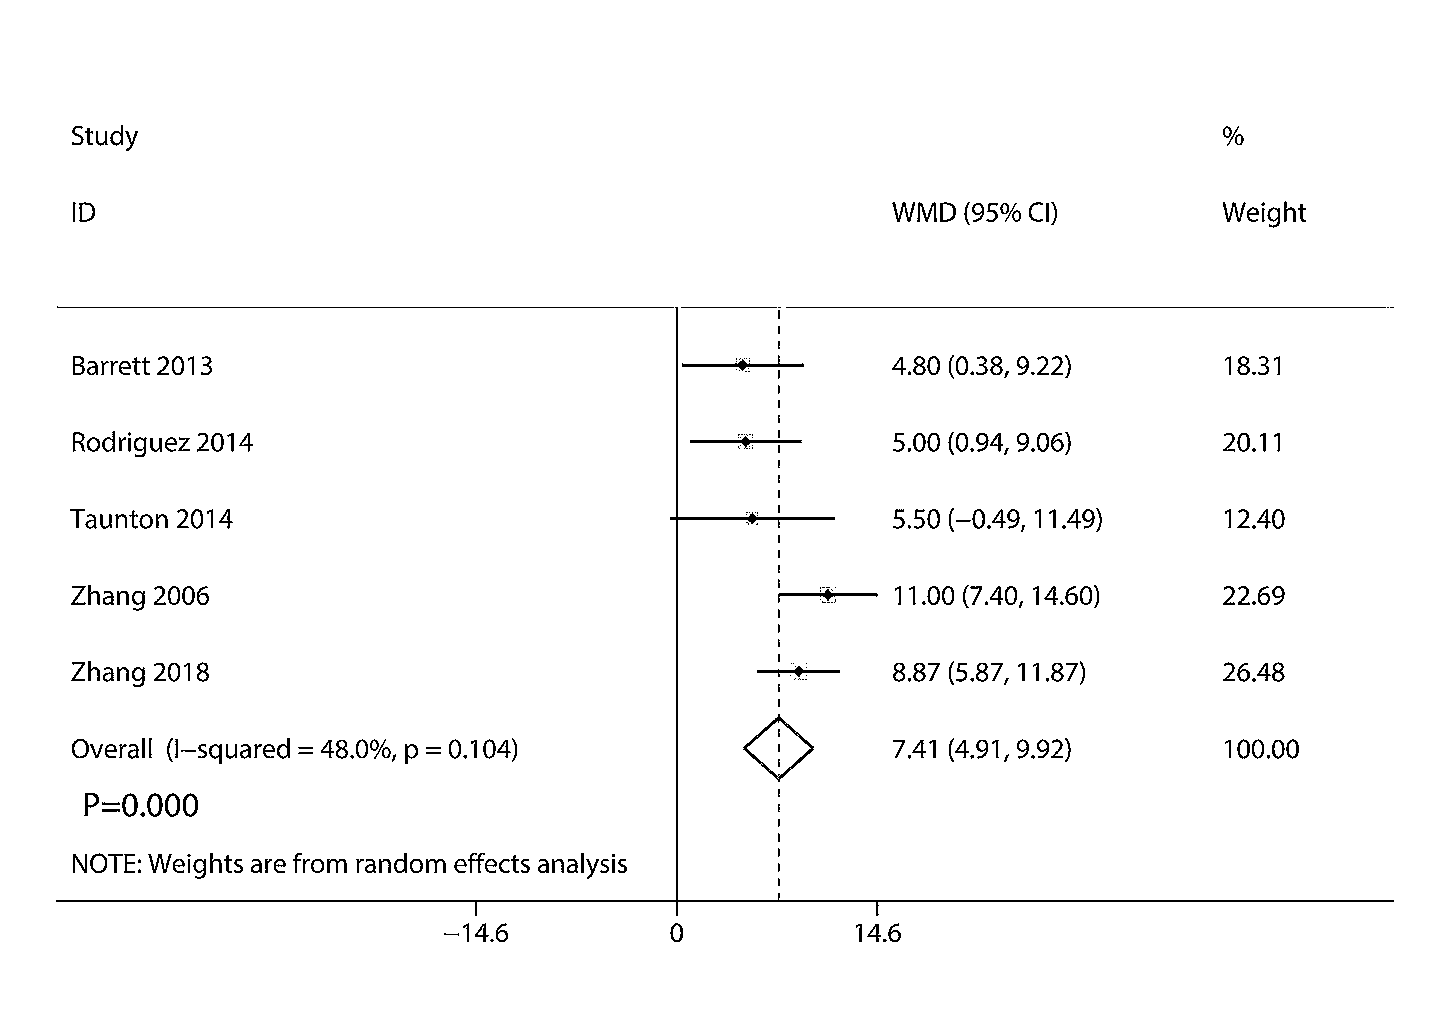 Study %
ID WMD (95% CI) Weight
Barrett 2013 4.80 (0.38, 9.22) 18.31
Rodriguez 2014 5.00 (0.94, 9.06) 20.11
Taunton 2014 5.50 (−0.49, 11.49) 12.40
Zhang 2006 11.00 (7.40, 14.60) 22.69
Zhang 2018 8.87 (5.87, 11.87) 26.48
Overall (I−squared = 48.0%, p = 0.104) 7.41 (4.91, 9.92) 100.00
P=0.000
NOTE: Weights are from random effects analysis
−14.6 0 14.6